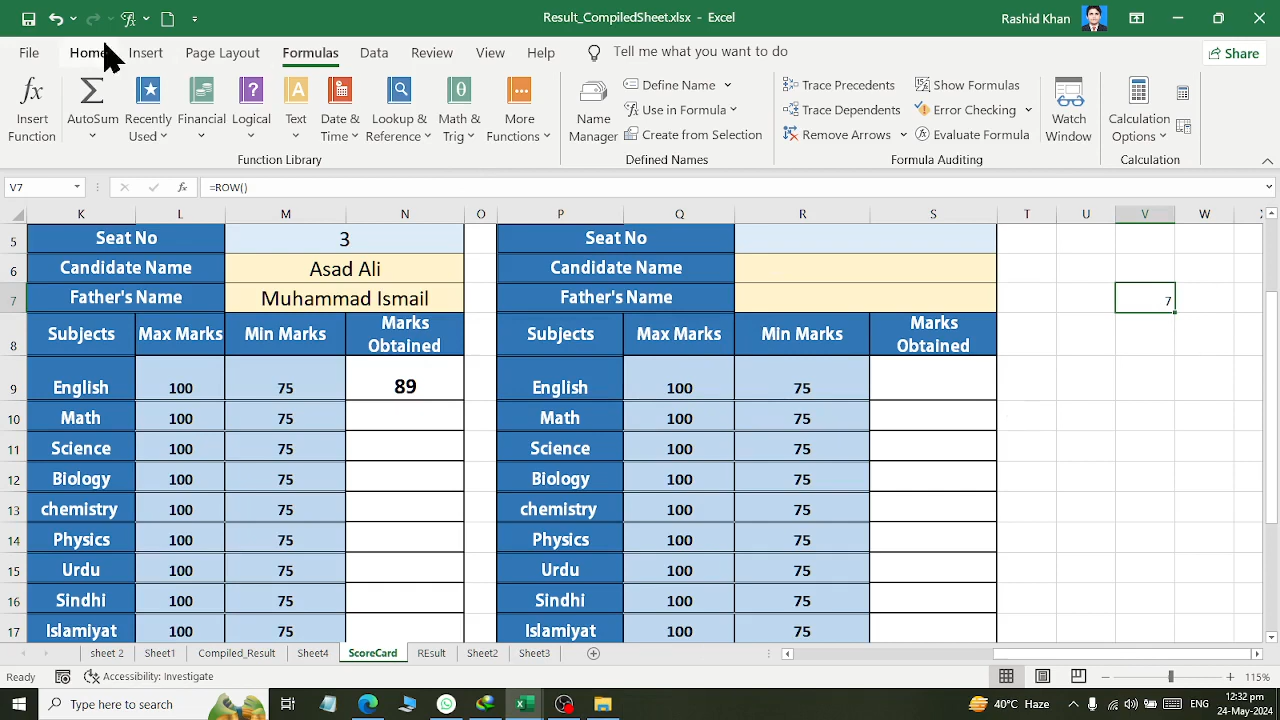 Result_CompiledSheet.xlsx - Excel
Rashid Khan
File Home Insert Page Layout Formulas Data Review View Help Tell me what you want to do Share
Insert Function
AutoSum
Recently Used
Financial
Logical
Text
Date & Time
Lookup & Reference
Math & Trig
More Functions
Function Library
Name Manager
Define Name
Use in Formula
Create from Selection
Defined Names
Trace Precedents
Trace Dependents
Remove Arrows
Show Formulas
Error Checking
Evaluate Formula
Formula Auditing
Watch Window
Calculation Options
Calculation
V7 fx =ROW()
K L M N O P Q R S T U V W X
5 Seat No 3 Seat No
6 Candidate Name Asad Ali Candidate Name
7 Father's Name Muhammad Ismail Father's Name 7
8 Subjects Max Marks Min Marks Marks Obtained Subjects Max Marks Min Marks Marks Obtained
9 English 100 75 89 English 100 75
10 Math 100 75 Math 100 75
11 Science 100 75 Science 100 75
12 Biology 100 75 Biology 100 75
13 chemistry 100 75 chemistry 100 75
14 Physics 100 75 Physics 100 75
15 Urdu 100 75 Urdu 100 75
16 Sindhi 100 75 Sindhi 100 75
17 Islamiyat 100 75 Islamiyat 100 75
sheet 2 Sheet1 Compiled_Result Sheet4 ScoreCard REsult Sheet2 Sheet3
Ready Accessibility: Investigate 115%
Type here to search 40°C Haze 12:32 pm
24-May-2024